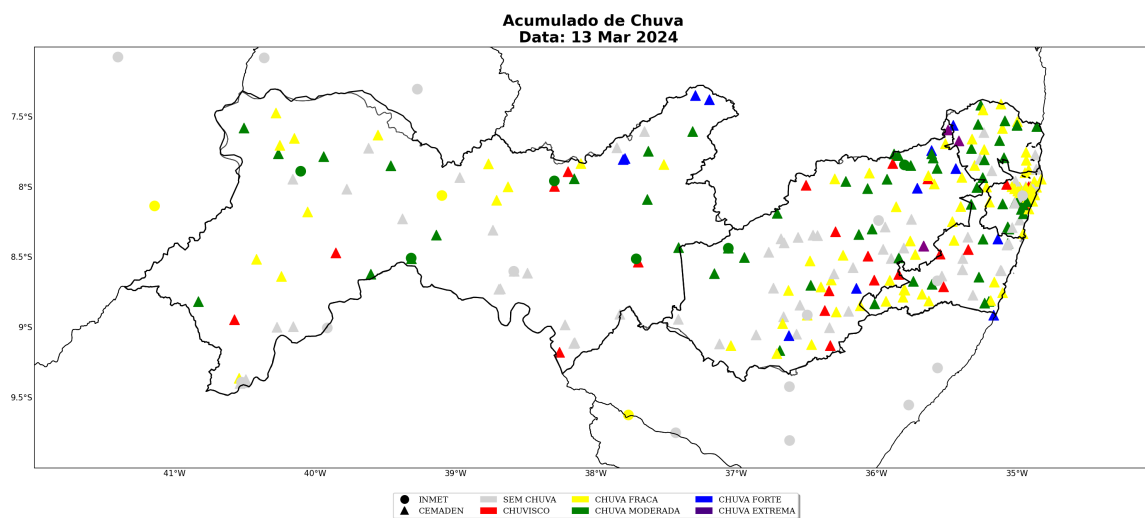 Acumulado de Chuva
Data: 13 Mar 2024
7.5°S
8°S
8.5°S
9°S
9.5°S
41°W 40°W 39°W 38°W 37°W 36°W 35°W
INMET SEM CHUVA CHUVA FRACA CHUVA FORTE
CEMADEN CHUVISCO CHUVA MODERADA CHUVA EXTREMA